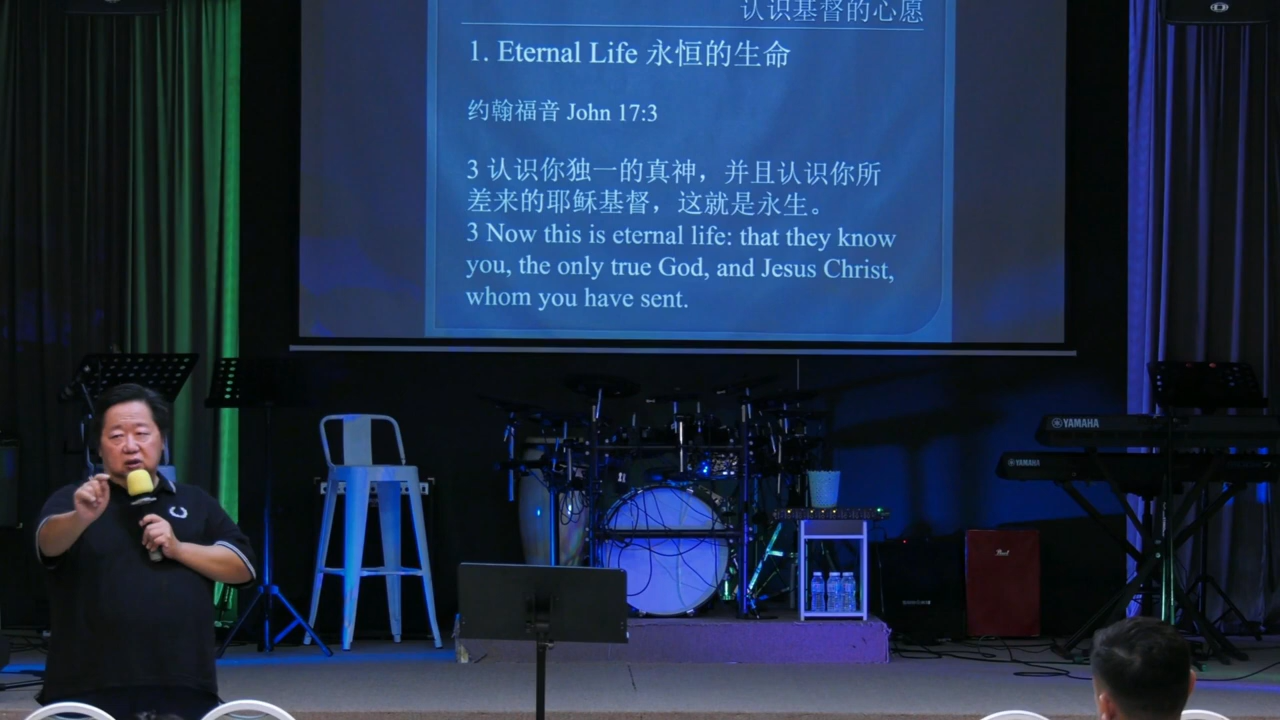 认识基督的心愿
1. Eternal Life 永恒的生命
约翰福音 John 17:3
3 认识你独一的真神，并且认识你所
差来的耶稣基督，这就是永生。
3 Now this is eternal life: that they know
you, the only true God, and Jesus Christ,
whom you have sent.
YAMAHA
YAMAHA
Pearl